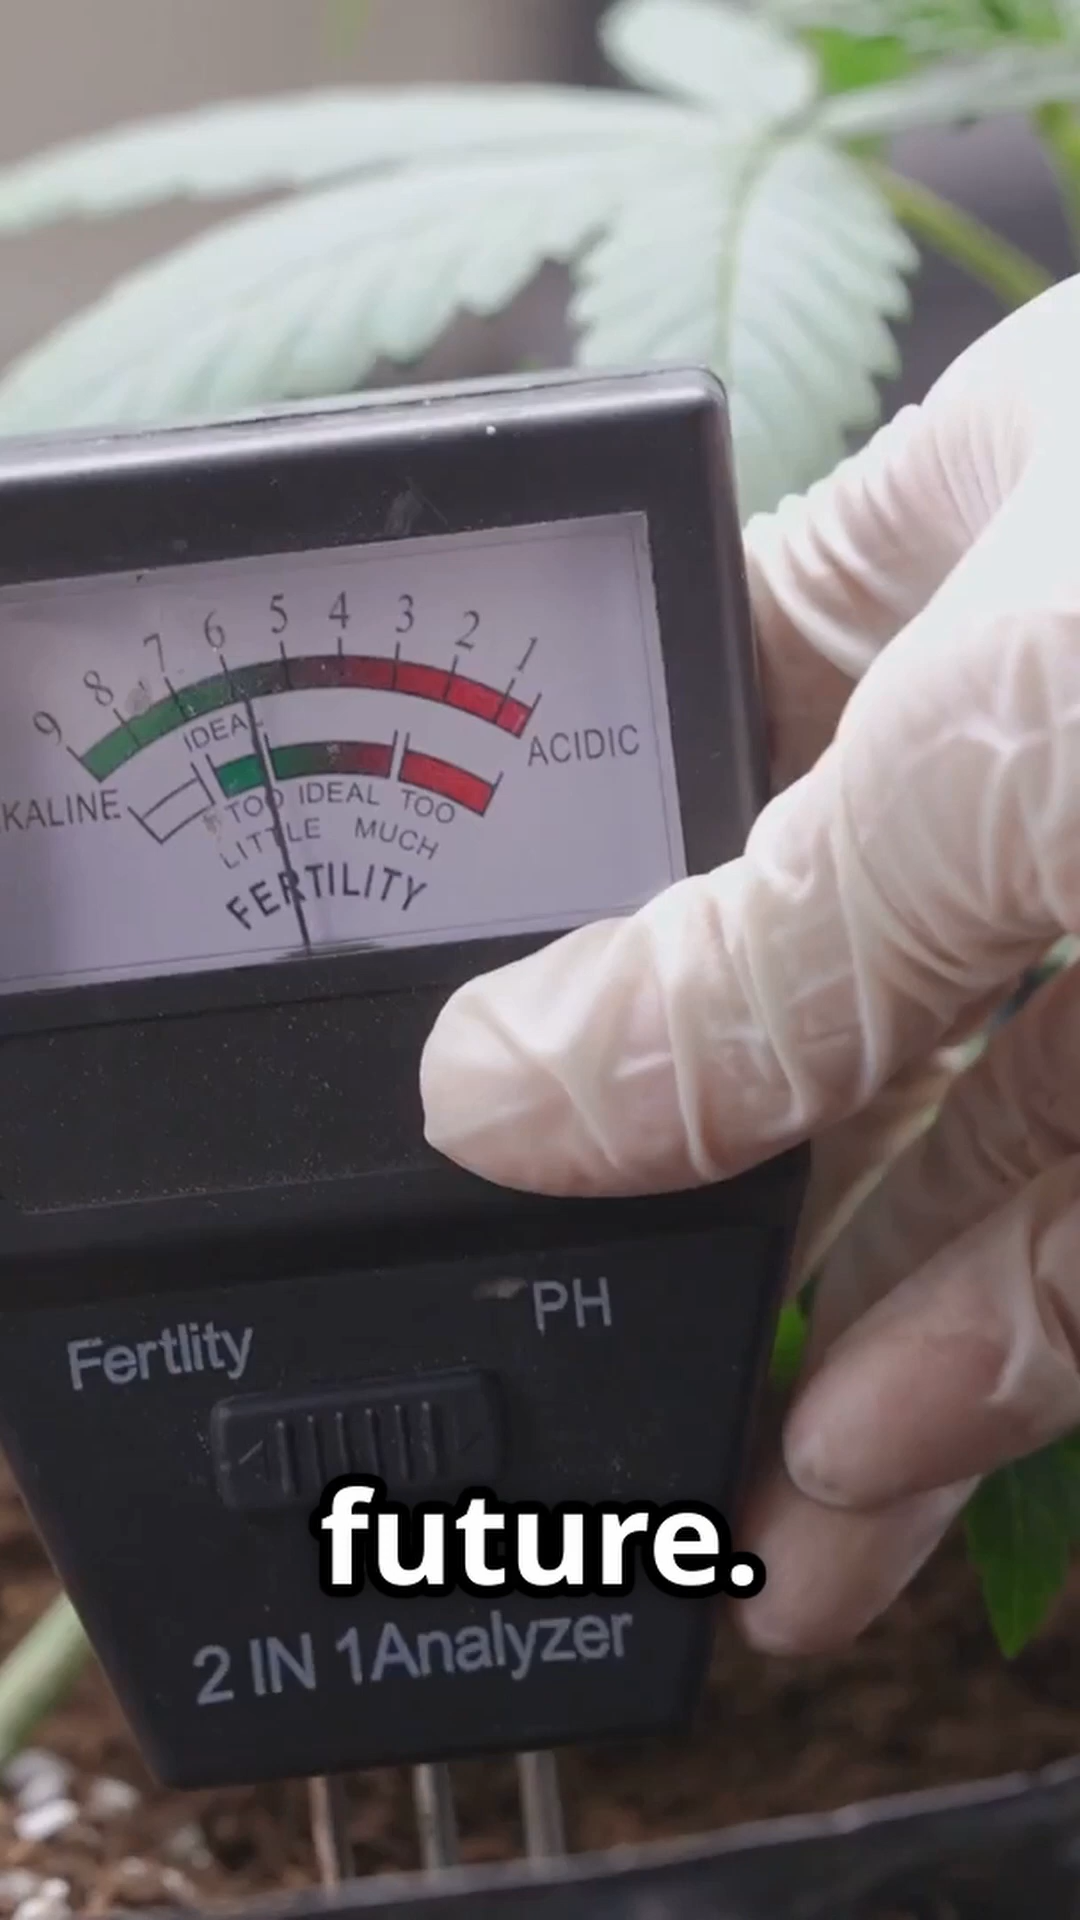 9 8 7 6 5 4 3 2 1
IDEAL
ACIDIC
KALINE
TOO IDEAL TOO
LITTLE MUCH
FERTILITY
PH
Fertlity
future.
2 IN 1Analyzer